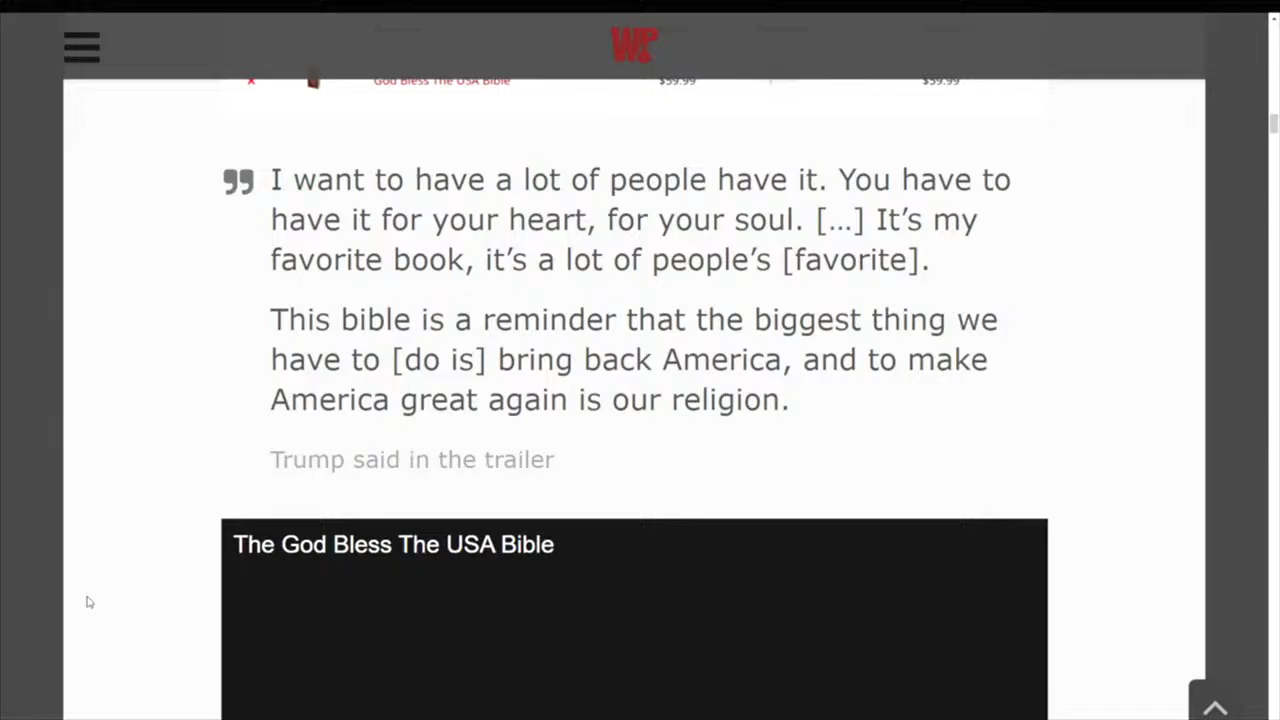 WP
× God Bless The USA Bible $59.99 $59.99
I want to have a lot of people have it. You have to
have it for your heart, for your soul. […] It’s my
favorite book, it’s a lot of people’s [favorite].
This bible is a reminder that the biggest thing we
have to [do is] bring back America, and to make
America great again is our religion.
Trump said in the trailer
The God Bless The USA Bible